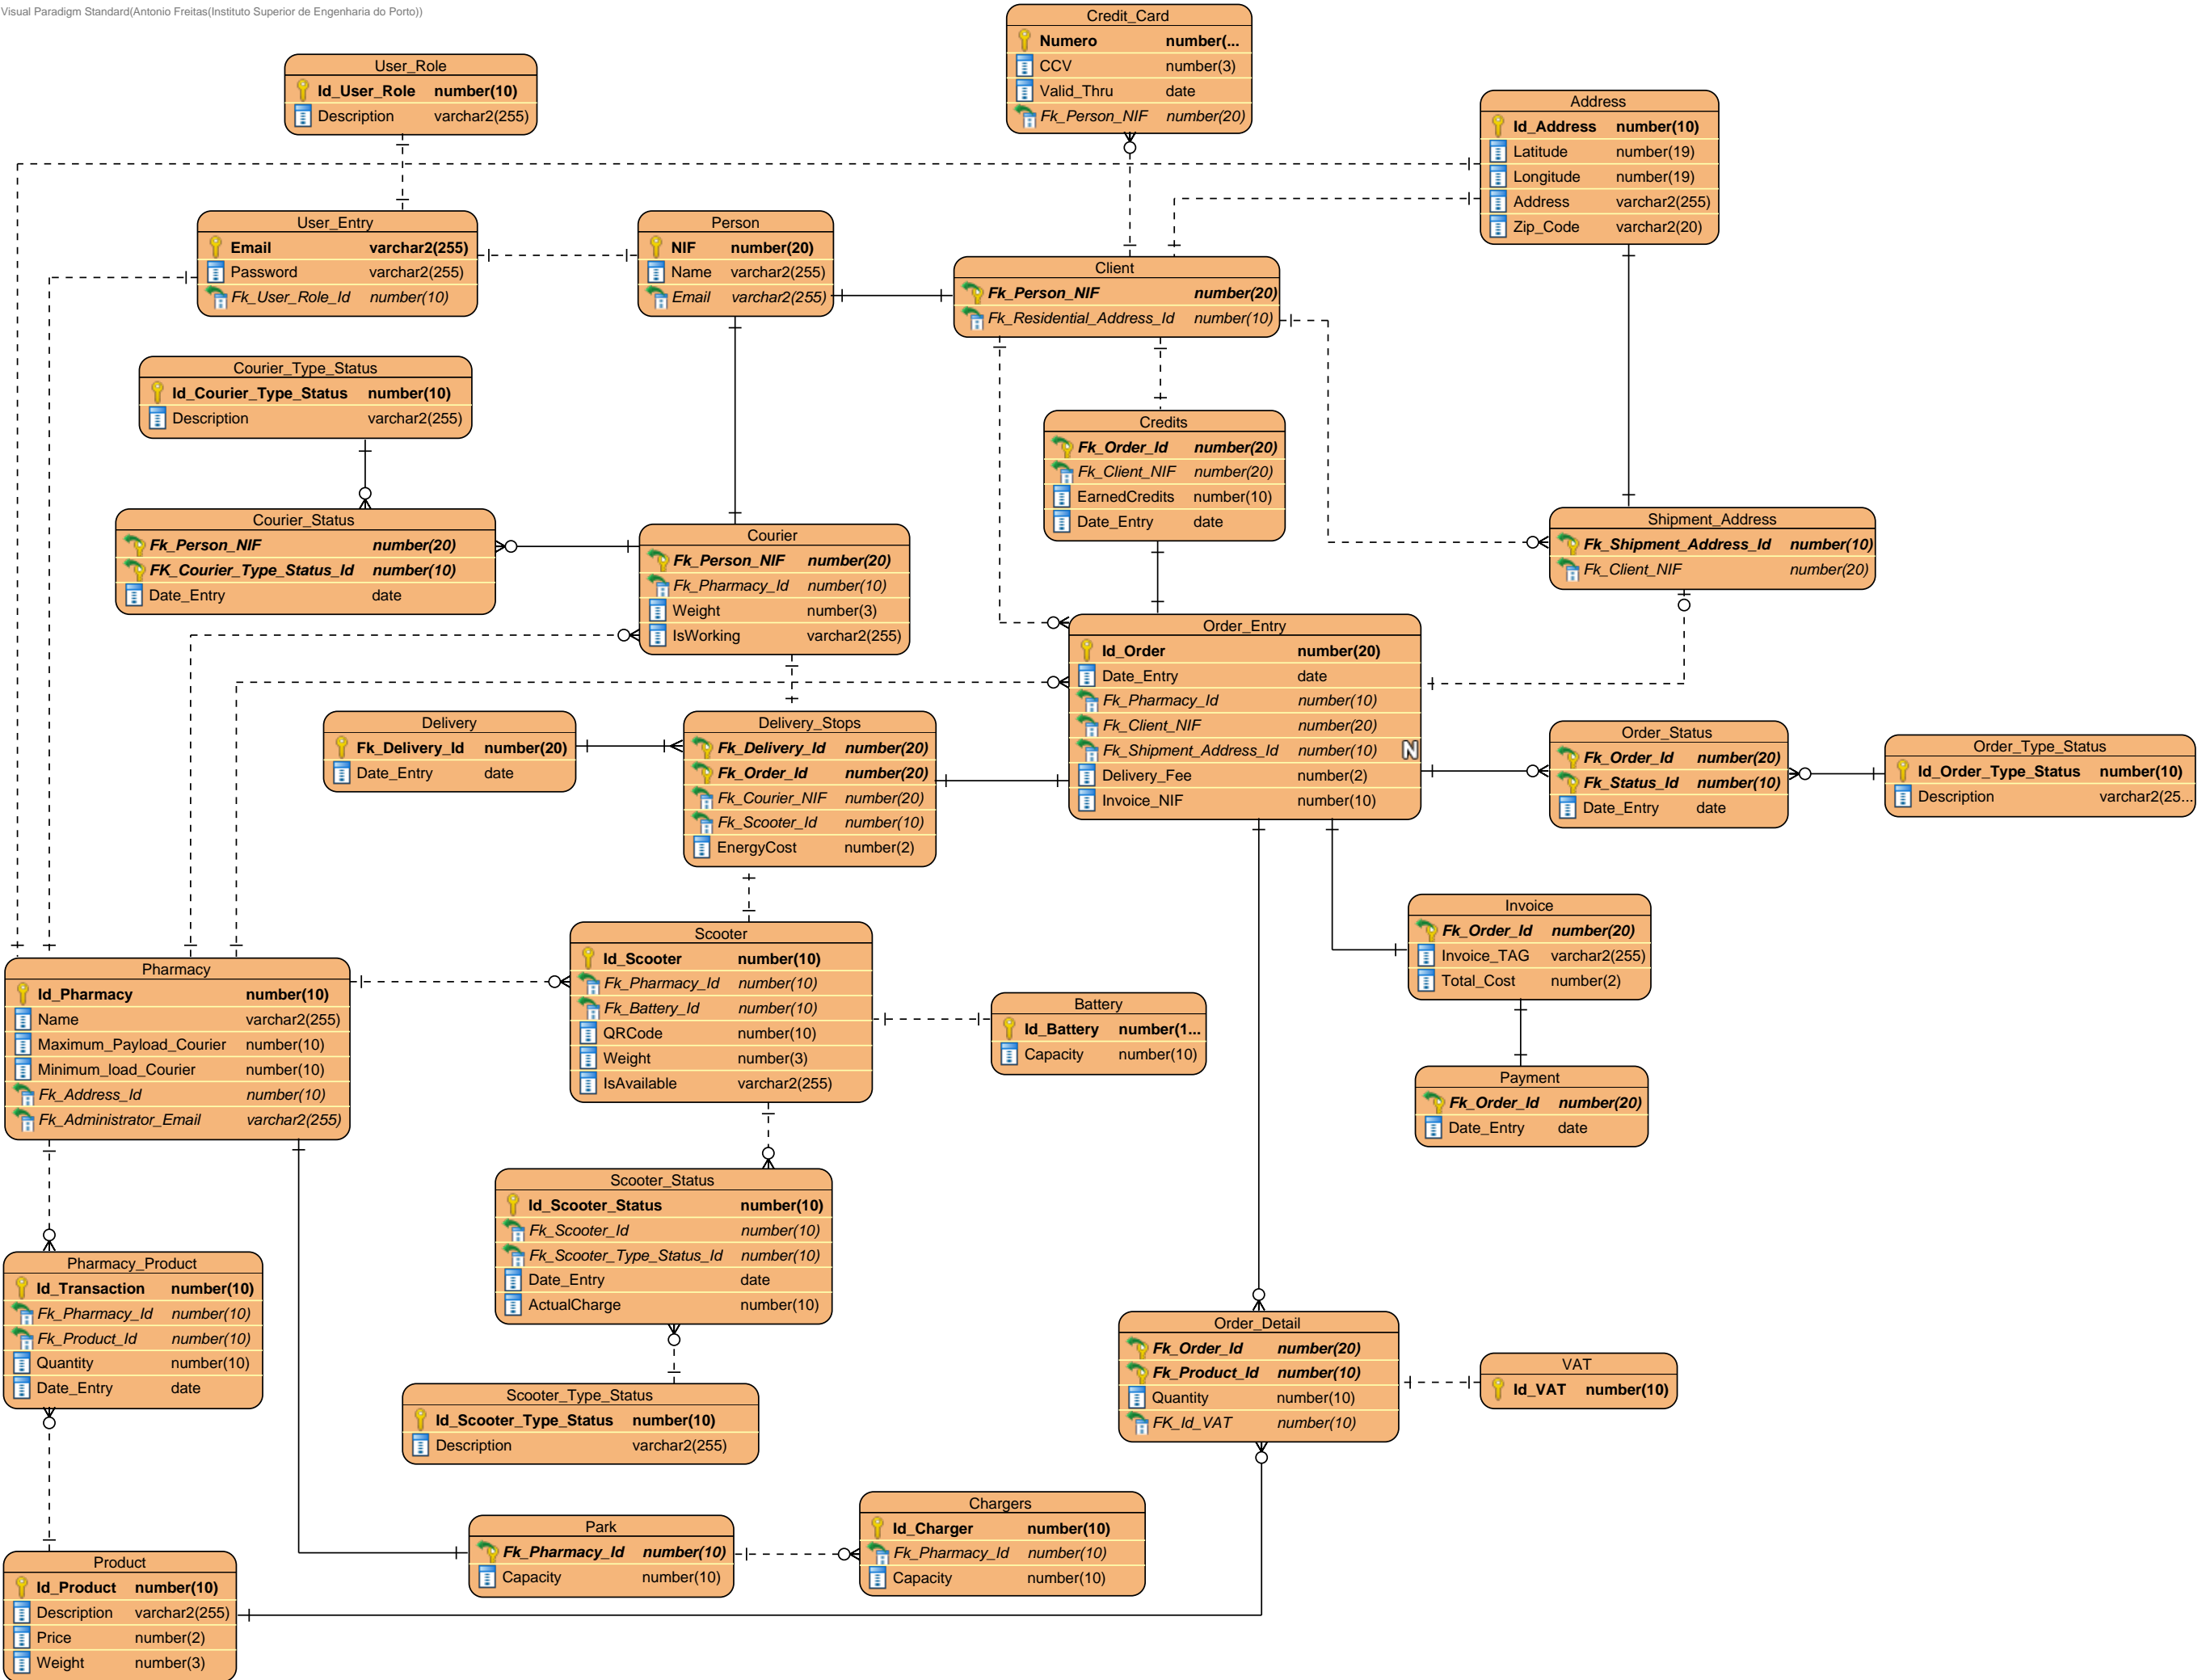 Visual Paradigm Standard(Antonio Freitas(Instituto Superior de Engenharia do Porto))
Credit_Card
Numero number(...
CCV number(3)
Valid_Thru date
Fk_Person_NIF number(20)
User_Role
Id_User_Role number(10)
Description varchar2(255)
Address
Id_Address number(10)
Latitude number(19)
Longitude number(19)
Address varchar2(255)
Zip_Code varchar2(20)
User_Entry
Email varchar2(255)
Password varchar2(255)
Fk_User_Role_Id number(10)
Person
NIF number(20)
Name varchar2(255)
Email varchar2(255)
Client
Fk_Person_NIF number(20)
Fk_Residential_Address_Id number(10)
Courier_Type_Status
Id_Courier_Type_Status number(10)
Description varchar2(255)
Credits
Fk_Order_Id number(20)
Fk_Client_NIF number(20)
EarnedCredits number(10)
Date_Entry date
Courier_Status
Fk_Person_NIF number(20)
FK_Courier_Type_Status_Id number(10)
Date_Entry date
Courier
Fk_Person_NIF number(20)
Fk_Pharmacy_Id number(10)
Weight number(3)
IsWorking varchar2(255)
Shipment_Address
Fk_Shipment_Address_Id number(10)
Fk_Client_NIF number(20)
Order_Entry
Id_Order number(20)
Date_Entry date
Fk_Pharmacy_Id number(10)
Fk_Client_NIF number(20)
Fk_Shipment_Address_Id number(10) N
Delivery_Fee number(2)
Invoice_NIF number(10)
Delivery
Fk_Delivery_Id number(20)
Date_Entry date
Delivery_Stops
Fk_Delivery_Id number(20)
Fk_Order_Id number(20)
Fk_Courier_NIF number(20)
Fk_Scooter_Id number(10)
EnergyCost number(2)
Order_Status
Fk_Order_Id number(20)
Fk_Status_Id number(10)
Date_Entry date
Order_Type_Status
Id_Order_Type_Status number(10)
Description varchar2(25...
Invoice
Fk_Order_Id number(20)
Invoice_TAG varchar2(255)
Total_Cost number(2)
Scooter
Id_Scooter number(10)
Fk_Pharmacy_Id number(10)
Fk_Battery_Id number(10)
QRCode number(10)
Weight number(3)
IsAvailable varchar2(255)
Pharmacy
Id_Pharmacy number(10)
Name varchar2(255)
Maximum_Payload_Courier number(10)
Minimum_load_Courier number(10)
Fk_Address_Id number(10)
Fk_Administrator_Email varchar2(255)
Battery
Id_Battery number(1...
Capacity number(10)
Payment
Fk_Order_Id number(20)
Date_Entry date
Scooter_Status
Id_Scooter_Status number(10)
Fk_Scooter_Id number(10)
Fk_Scooter_Type_Status_Id number(10)
Date_Entry date
ActualCharge number(10)
Pharmacy_Product
Id_Transaction number(10)
Fk_Pharmacy_Id number(10)
Fk_Product_Id number(10)
Quantity number(10)
Date_Entry date
Order_Detail
Fk_Order_Id number(20)
Fk_Product_Id number(10)
Quantity number(10)
FK_Id_VAT number(10)
VAT
Id_VAT number(10)
Scooter_Type_Status
Id_Scooter_Type_Status number(10)
Description varchar2(255)
Chargers
Id_Charger number(10)
Fk_Pharmacy_Id number(10)
Capacity number(10)
Park
Fk_Pharmacy_Id number(10)
Capacity number(10)
Product
Id_Product number(10)
Description varchar2(255)
Price number(2)
Weight number(3)